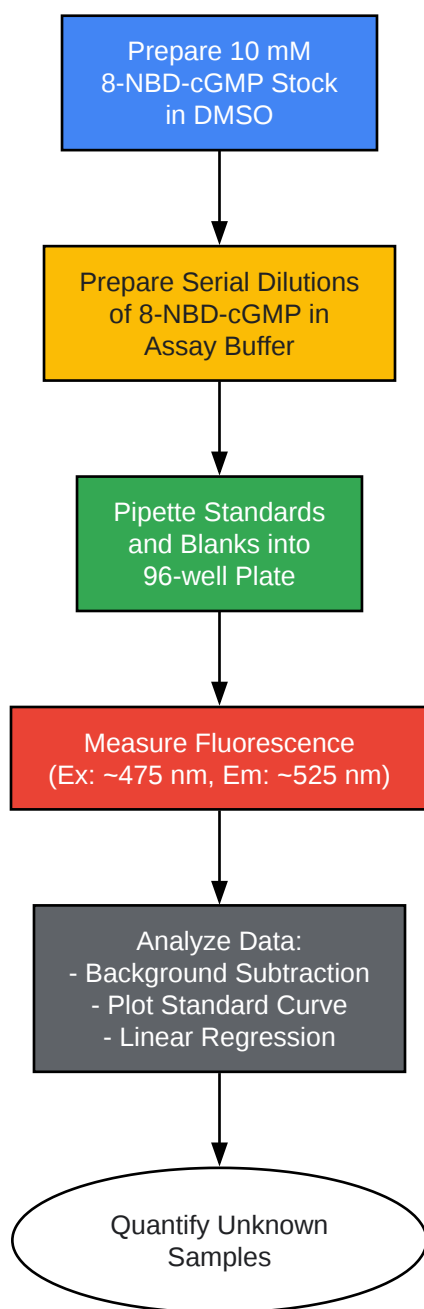 Prepare 10 mM
8-NBD-cGMP Stock
in DMSO
Prepare Serial Dilutions
of 8-NBD-cGMP in
Assay Buffer
Pipette Standards
and Blanks into
96-well Plate
Measure Fluorescence
(Ex: ~475 nm, Em: ~525 nm)
Analyze Data:
- Background Subtraction
- Plot Standard Curve
- Linear Regression
Quantify Unknown
Samples